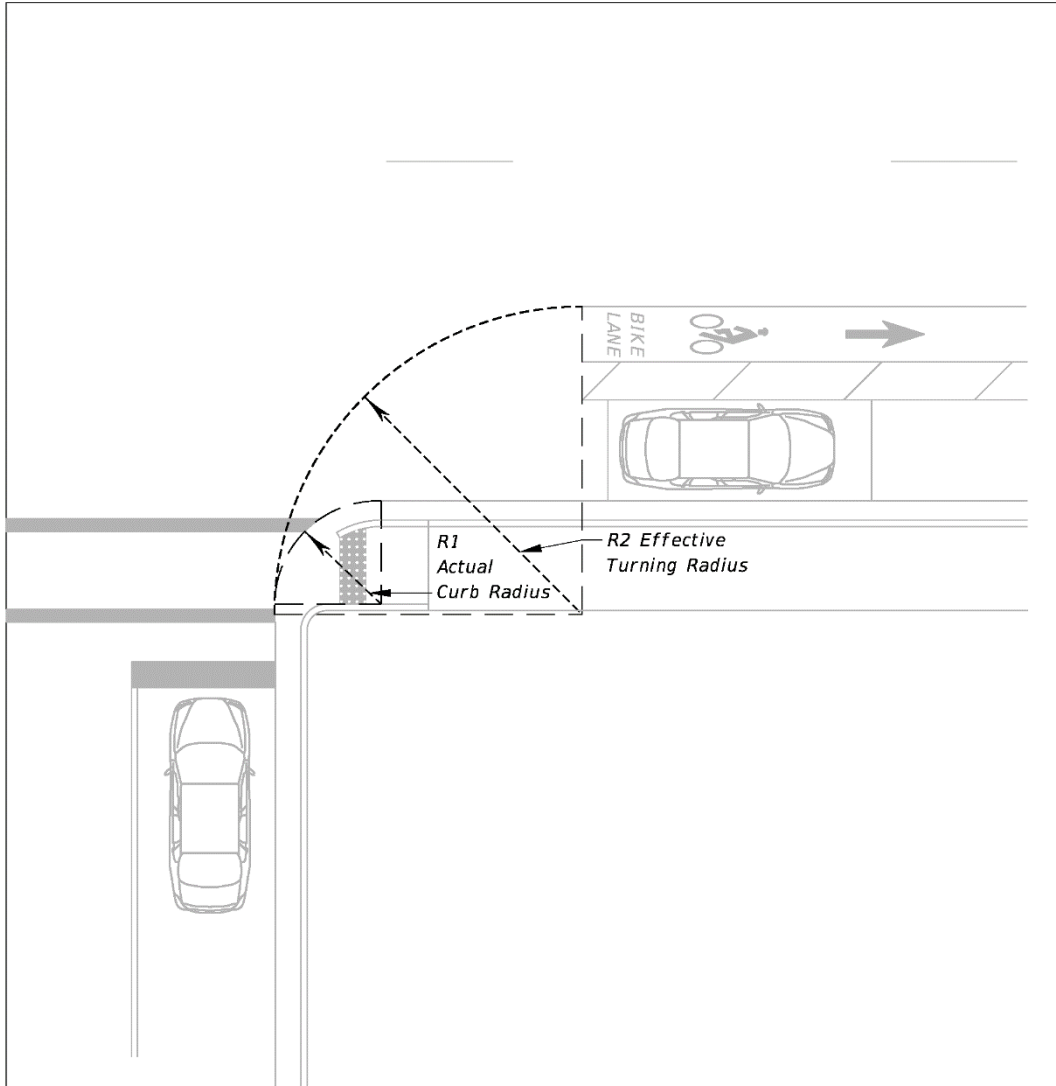 BIKE
LANE
R1
Actual
Curb Radius
R2 Effective
Turning Radius